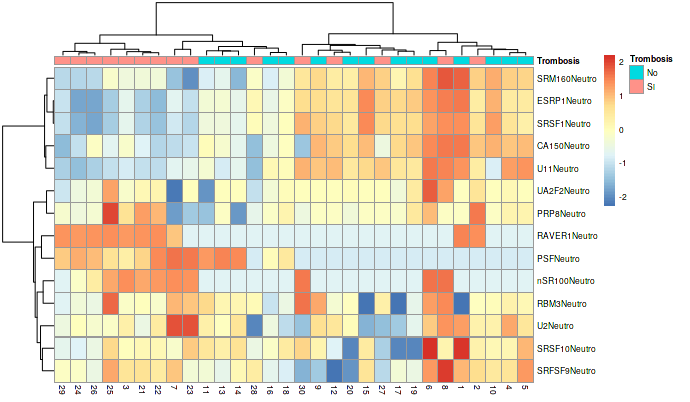 Trombosis
SRM160Neutro
ESRP1Neutro
SRSF1Neutro
CA150Neutro
U11Neutro
UA2F2Neutro
PRP8Neutro
RAVER1Neutro
PSFNeutro
nSR100Neutro
RBM3Neutro
U2Neutro
SRSF10Neutro
SRFSF9Neutro
29 24 26 25 3 21 22 7 23 11 13 14 28 16 18 30 9 12 20 15 27 17 19 6 8 1 2 10 4 5
2
1
0
-1
-2
Trombosis
No
SI